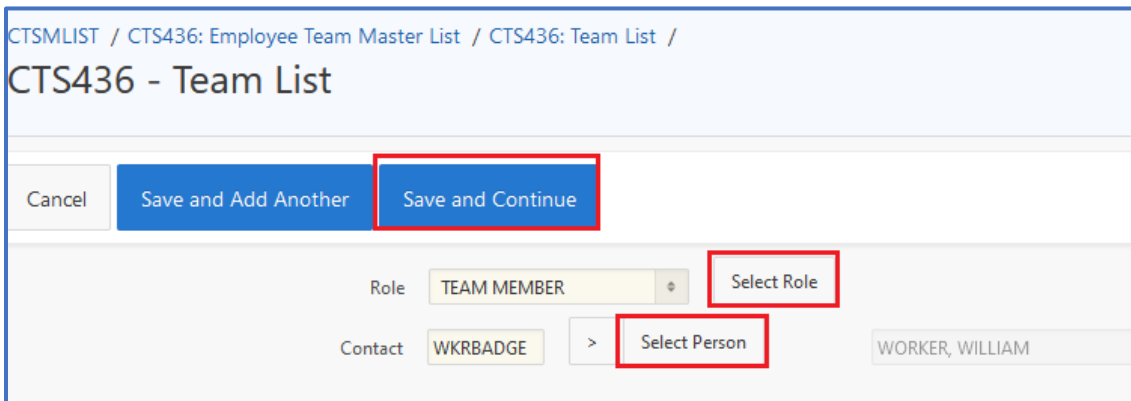 CTSMLIST / CTS436: Employee Team Master List / CTS436: Team List /
CTS436 - Team List
Cancel Save and Add Another Save and Continue
Role TEAM MEMBER Select Role
Contact WKRBADGE > Select Person WORKER, WILLIAM